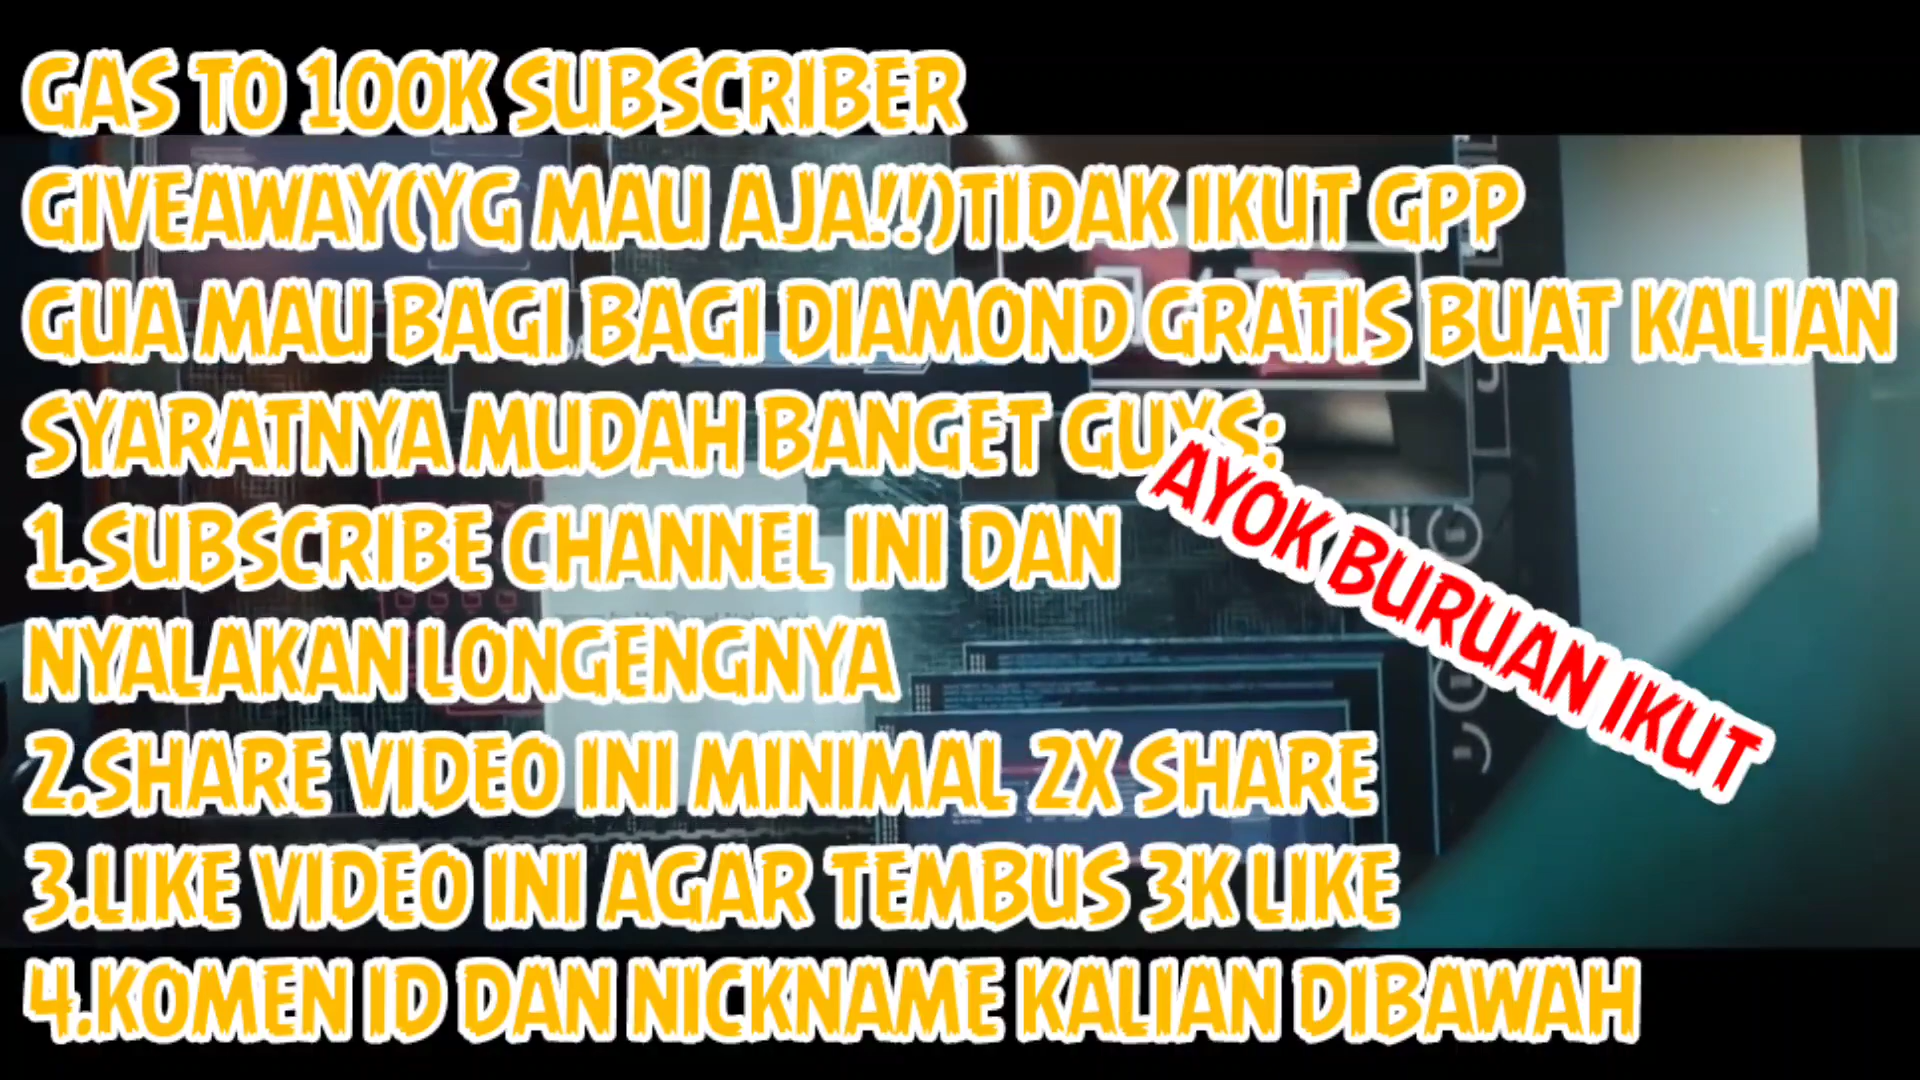 GAS TO 100K SUBSCRIBER
GIVEAWAY(YG MAU AJA!!)TIDAK IKUT GPP
GUA MAU BAGI BAGI DIAMOND GRATIS BUAT KALIAN
SYARATNYA MUDAH BANGET GUYS:
AYOK BURUAN IKUT
1.SUBSCRIBE CHANNEL INI DAN
NYALAKAN LONGENGNYA
2.SHARE VIDEO INI MINIMAL 2X SHARE
3.LIKE VIDEO INI AGAR TEMBUS 3K LIKE
4.KOMEN ID DAN NICKNAME KALIAN DIBAWAH